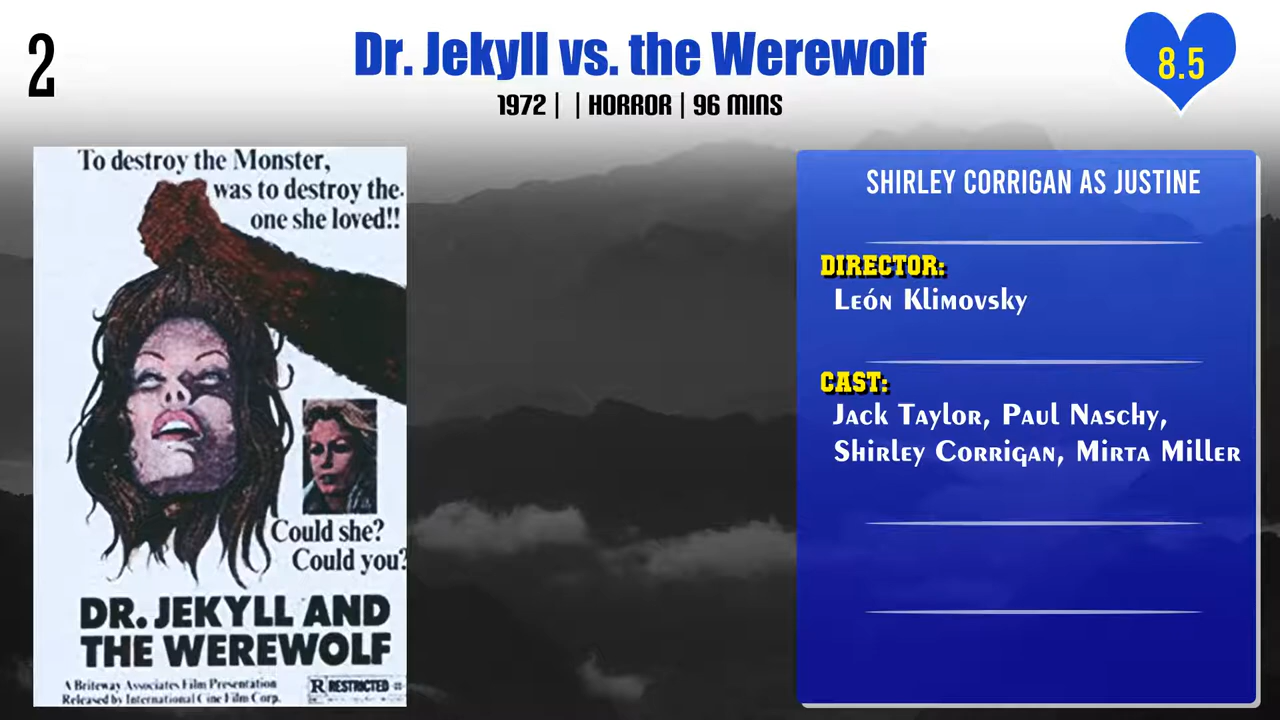 2
Dr. Jekyll vs. the Werewolf
1972 | | HORROR | 96 MINS
8.5
To destroy the Monster,
was to destroy the
one she loved!!
Could she?
Could you?
DR. JEKYLL AND
THE WEREWOLF
A Briteway Associates Film Presentation
Released by International Cine Film Corp.
R RESTRICTED
SHIRLEY CORRIGAN AS JUSTINE
DIRECTOR:
León Klimovsky
CAST:
Jack Taylor, Paul Naschy,
Shirley Corrigan, Mirta Miller